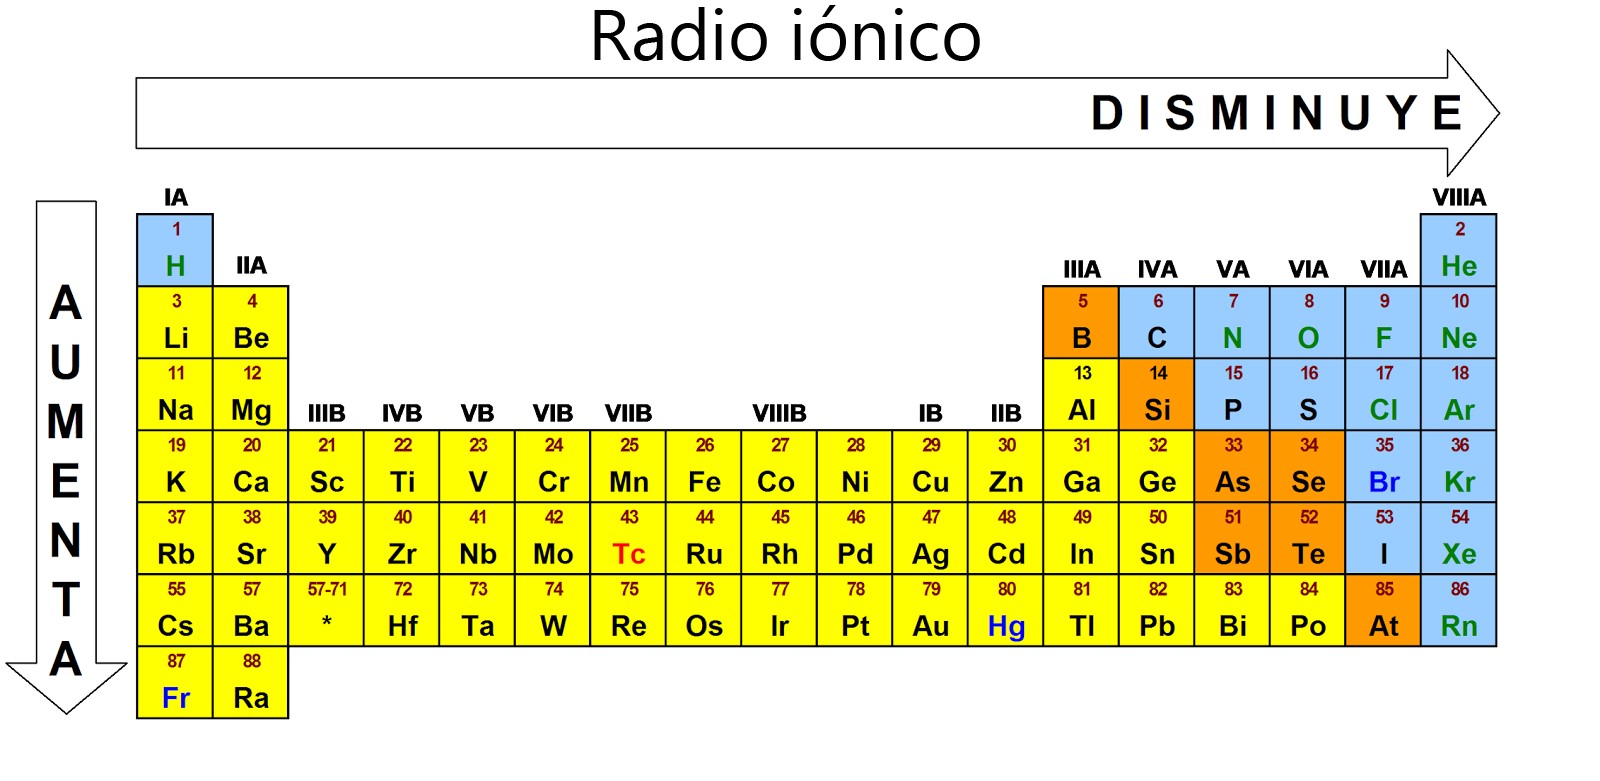 Radio iónico
DISMINUYE
AUMENTA
IA VIIIA
1 2
H IIA IIIA IVA VA VIA VIIA He
3 4 5 6 7 8 9 10
Li Be B C N O F Ne
11 12 13 14 15 16 17 18
Na Mg IIIB IVB VB VIB VIIB VIIIB IB IIB Al Si P S Cl Ar
19 20 21 22 23 24 25 26 27 28 29 30 31 32 33 34 35 36
K Ca Sc Ti V Cr Mn Fe Co Ni Cu Zn Ga Ge As Se Br Kr
37 38 39 40 41 42 43 44 45 46 47 48 49 50 51 52 53 54
Rb Sr Y Zr Nb Mo Tc Ru Rh Pd Ag Cd In Sn Sb Te I Xe
55 57 57-71 72 73 74 75 76 77 78 79 80 81 82 83 84 85 86
Cs Ba * Hf Ta W Re Os Ir Pt Au Hg Tl Pb Bi Po At Rn
87 88
Fr Ra